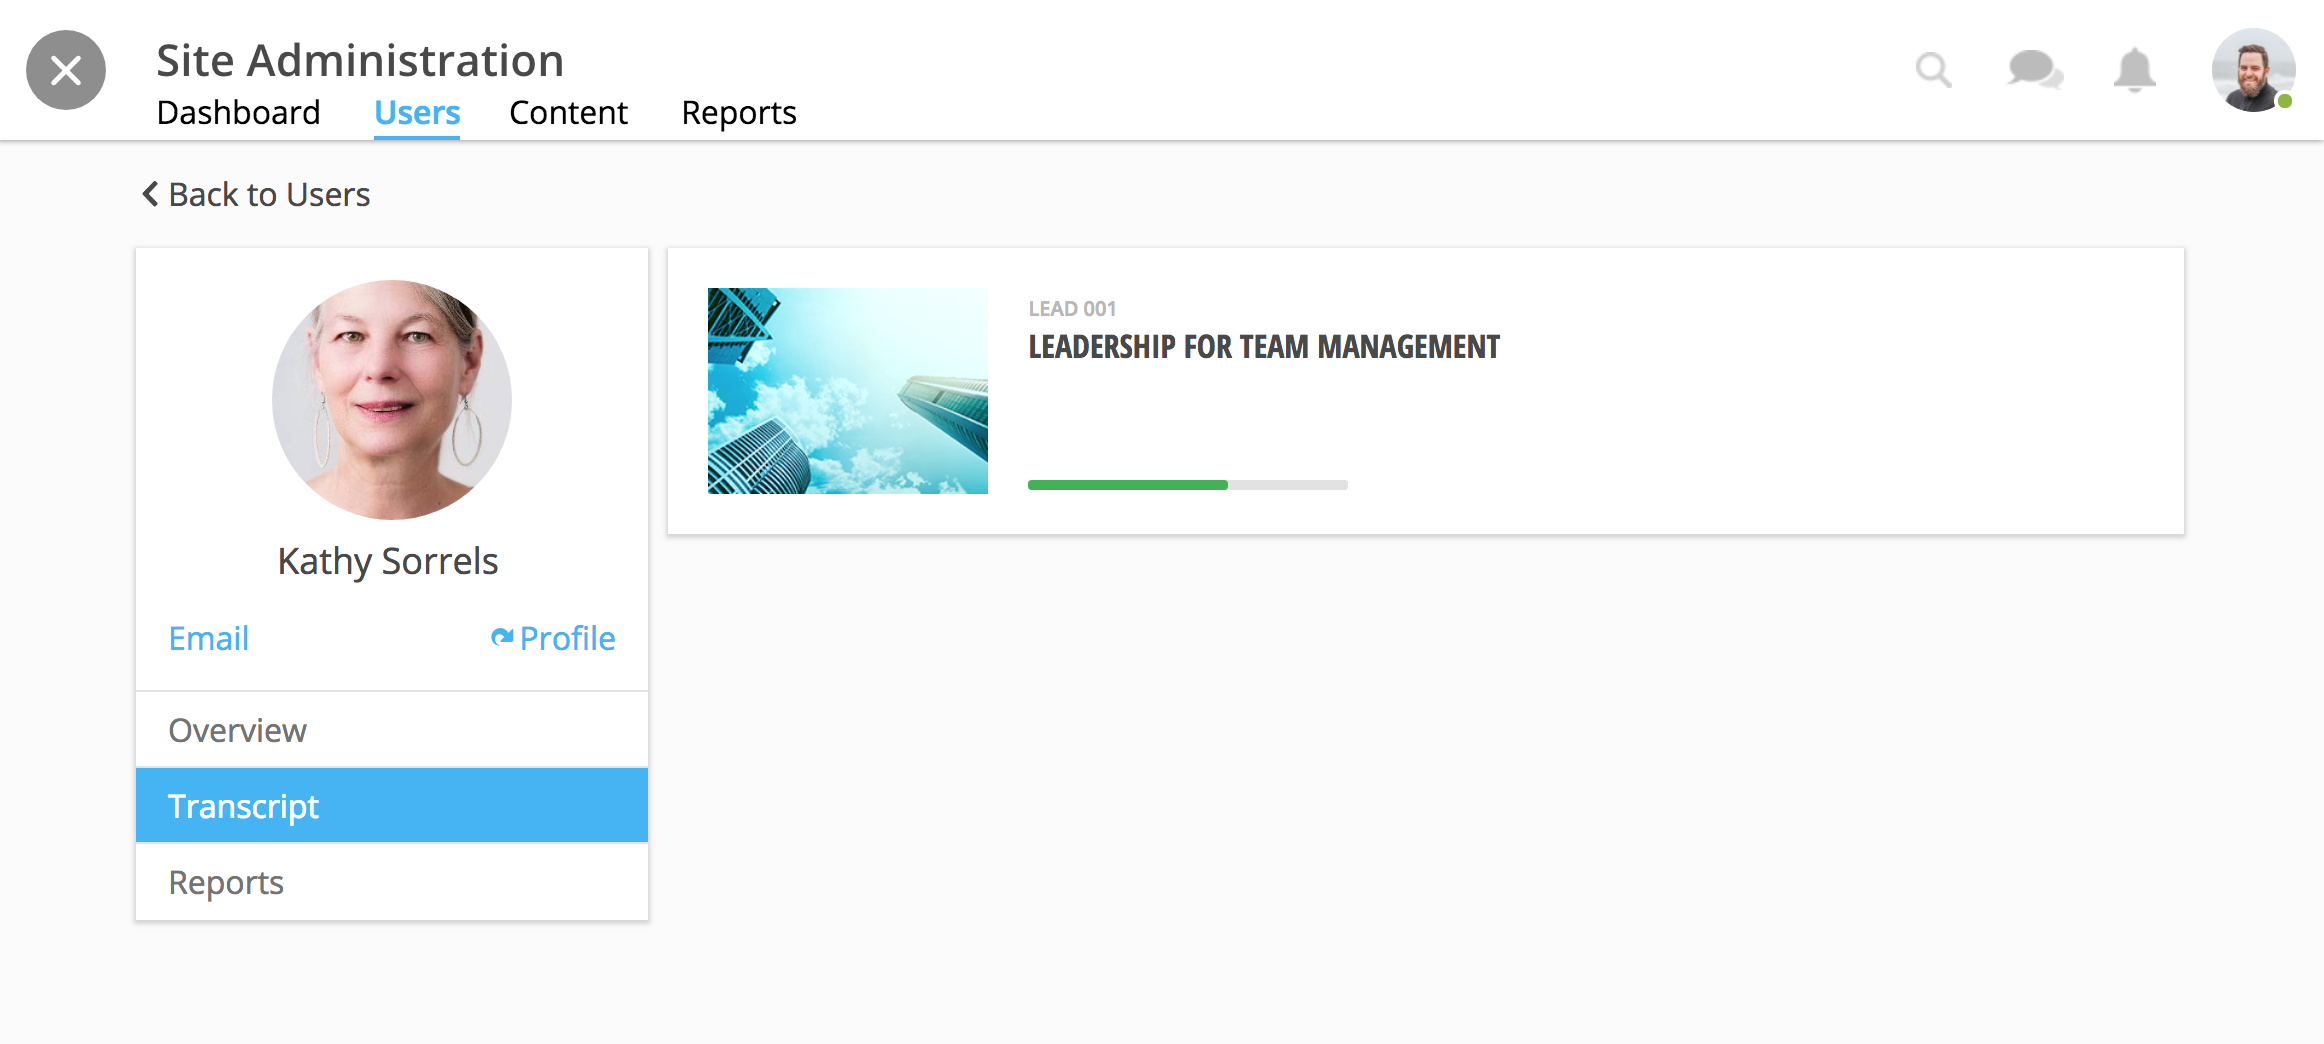 Site Administration
Dashboard Users Content Reports
Back to Users
LEAD 001
LEADERSHIP FOR TEAM MANAGEMENT
Kathy Sorrels
Email Profile
Overview
Transcript
Reports